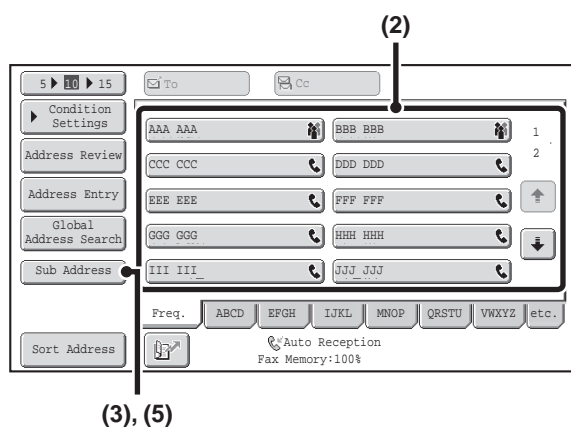 (2)
5 10 15
To
Cc
Condition
Settings
AAA AAA
BBB BBB
1
2
Address Review
CCC CCC
DDD DDD
Address Entry
EEE EEE
FFF FFF
Global
Address Search
GGG GGG
HHH HHH
Sub Address
III III
JJJ JJJ
Freq.
ABCD
EFGH
IJKL
MNOP
QRSTU
VWXYZ
etc.
Sort Address
Auto Reception
Fax Memory:100%
(3), (5)